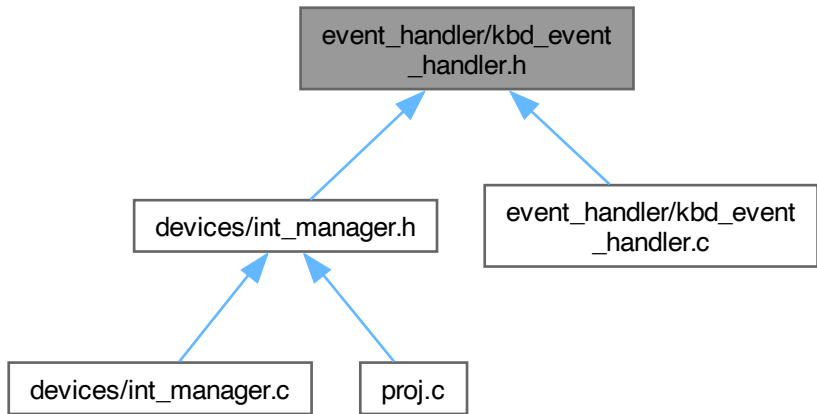 event_handler/kbd_event
_handler.h
devices/int_manager.h
event_handler/kbd_event
_handler.c
devices/int_manager.c
proj.c